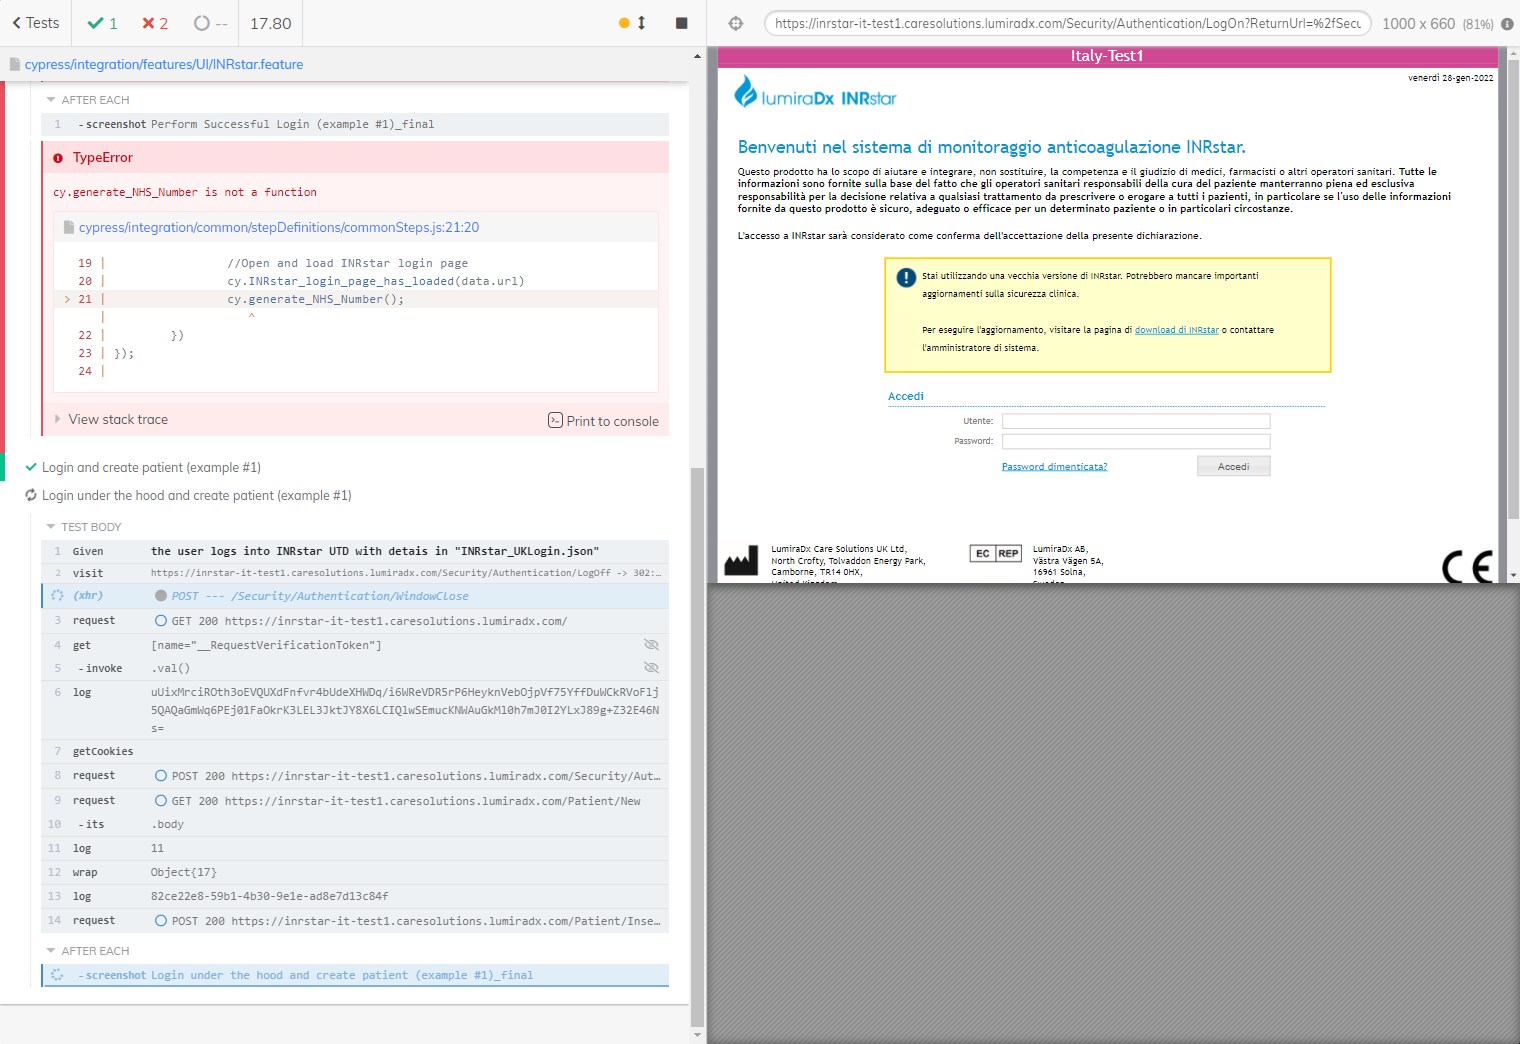 Tests
1
2
--
17.80
https://inrstar-it-test1.caresolutions.lumiradx.com/Security/Authentication/LogOn?ReturnUrl=%2fSecu
1000 x 660 (81%)
cypress/integration/features/UI/INRstar.feature
AFTER EACH
1 -screenshot Perform Successful Login (example #1)_final
TypeError
cy.generate_NHS_Number is not a function
cypress/integration/common/stepDefinitions/commonSteps.js:21:20
19 | //Open and load INRstar login page
20 | cy.INRstar_login_page_has_loaded(data.url)
> 21 | cy.generate_NHS_Number();
| ^
22 | })
23 | });
24 |
View stack trace
Print to console
Login and create patient (example #1)
Login under the hood and create patient (example #1)
TEST BODY
1 Given the user logs into INRstar UTD with detais in "INRstar_UKLogin.json"
2 visit https://inrstar-it-test1.caresolutions.lumiradx.com/Security/Authentication/LogOff -> 302:…
(xhr) POST --- /Security/Authentication/WindowClose
3 request GET 200 https://inrstar-it-test1.caresolutions.lumiradx.com/
4 get [name="__RequestVerificationToken"]
5 -invoke .val()
6 log uUixMrciROth3oEVQUXdFnfvr4bUdeXHWDq/i6WReVDR5rP6HeyknVebOjpVf75YffDuWCkRVoFlj
5QAQaGmWq6PEj01FaOkrK3LEL3JktJY8X6LCIQlwSEmucKNWAuGkMl0h7mJ0I2YLxJ89g+Z32E46N
s=
7 getCookies
8 request POST 200 https://inrstar-it-test1.caresolutions.lumiradx.com/Security/Aut…
9 request GET 200 https://inrstar-it-test1.caresolutions.lumiradx.com/Patient/New
10 -its .body
11 log 11
12 wrap Object{17}
13 log 82ce22e8-59b1-4b30-9e1e-ad8e7d13c84f
14 request POST 200 https://inrstar-it-test1.caresolutions.lumiradx.com/Patient/Inse…
AFTER EACH
-screenshot Login under the hood and create patient (example #1)_final
Italy-Test1
venerdì 28-gen-2022
lumiraDx INRstar
Benvenuti nel sistema di monitoraggio anticoagulazione INRstar.
Questo prodotto ha lo scopo di aiutare e integrare, non sostituire, la competenza e il giudizio di medici, farmacisti o altri operatori sanitari. Tutte le
informazioni sono fornite sulla base del fatto che gli operatori sanitari responsabili della cura del paziente manterranno piena ed esclusiva
responsabilità per la decisione relativa a qualsiasi trattamento da prescrivere o erogare a tutti i pazienti, in particolare se l'uso delle informazioni
fornite da questo prodotto è sicuro, adeguato o efficace per un determinato paziente o in particolari circostanze.
L'accesso a INRstar sarà considerato come conferma dell'accettazione della presente dichiarazione.
Stai utilizzando una vecchia versione di INRstar. Potrebbero mancare importanti
aggiornamenti sulla sicurezza clinica.
Per eseguire l'aggiornamento, visitare la pagina di download di INRstar o contattare
l'amministratore di sistema.
Accedi
Utente:
Password:
Password dimenticata?
Accedi
LumiraDx Care Solutions UK Ltd,
North Crofty, Tolvaddon Energy Park,
Camborne, TR14 0HX,
United Kingdom
EC REP
LumiraDx AB,
Västra Vägen 5A,
16961 Solna,
Sweden
CE